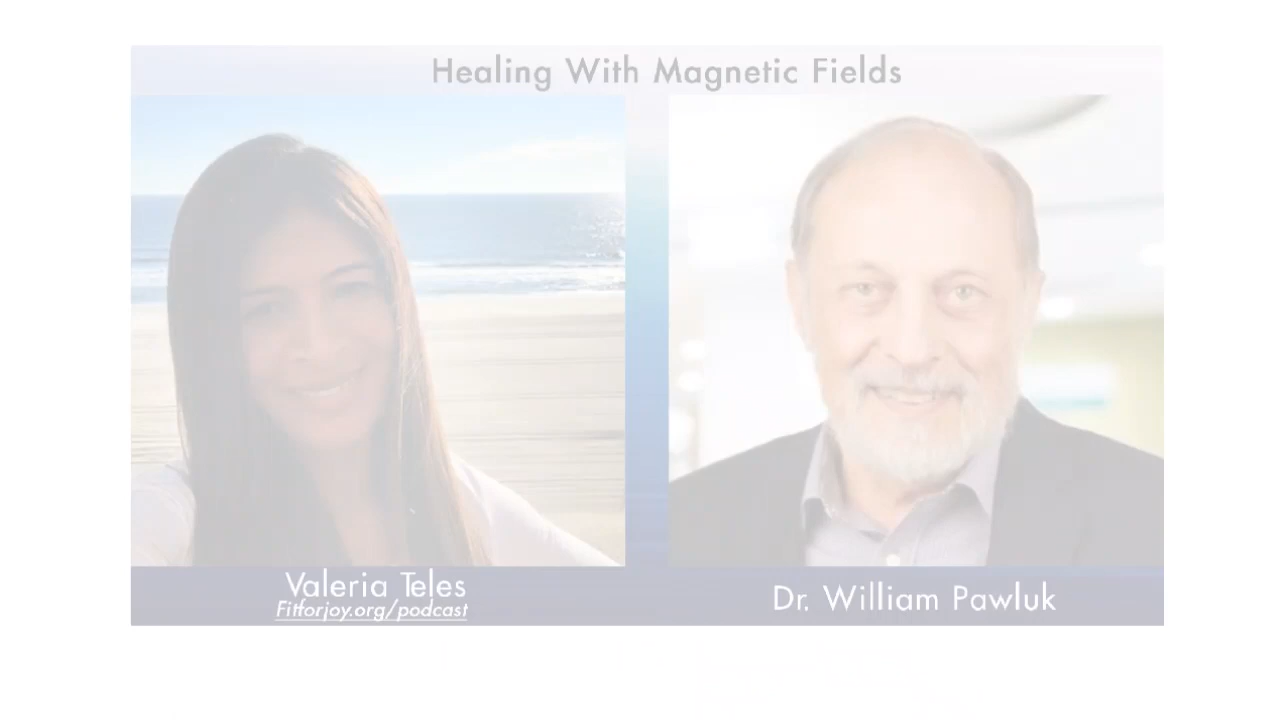 Healing With Magnetic Fields
Valeria Teles
Fitforjoy.org/podcast
Dr. William Pawluk